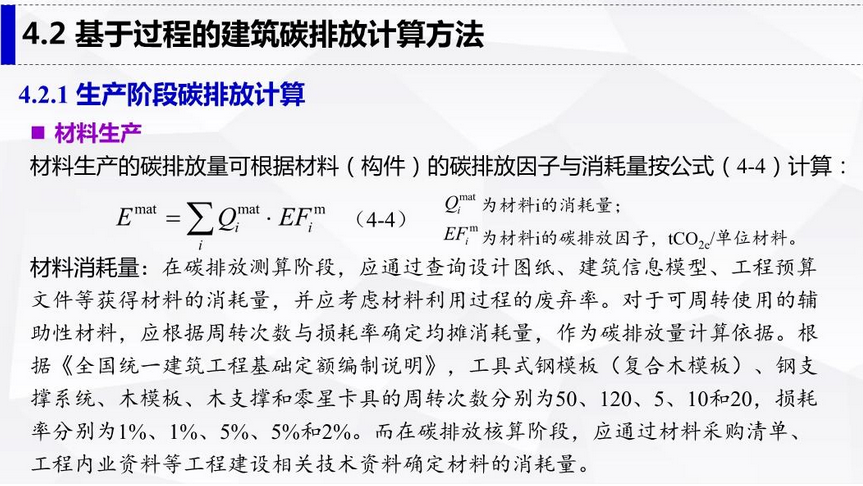 4.2 基于过程的建筑碳排放计算方法
4.2.1 生产阶段碳排放计算
■ 材料生产
材料生产的碳排放量可根据材料（构件）的碳排放因子与消耗量按公式（4-4）计算：
E^mat = ∑_i Q_i^mat · EF_i^m （4-4）
Q_i^mat 为材料i的消耗量；
EF_i^m 为材料i的碳排放因子，tCO_2e/单位材料。
材料消耗量：在碳排放测算阶段，应通过查询设计图纸、建筑信息模型、工程预算
文件等获得材料的消耗量，并应考虑材料利用过程的废弃率。对于可周转使用的辅
助性材料，应根据周转次数与损耗率确定均摊消耗量，作为碳排放量计算依据。根
据《全国统一建筑工程基础定额编制说明》，工具式钢模板（复合木模板）、钢支
撑系统、木模板、木支撑和零星卡具的周转次数分别为50、120、5、10和20，损耗
率分别为1%、1%、5%、5%和2%。而在碳排放核算阶段，应通过材料采购清单、
工程内业资料等工程建设相关技术资料确定材料的消耗量。